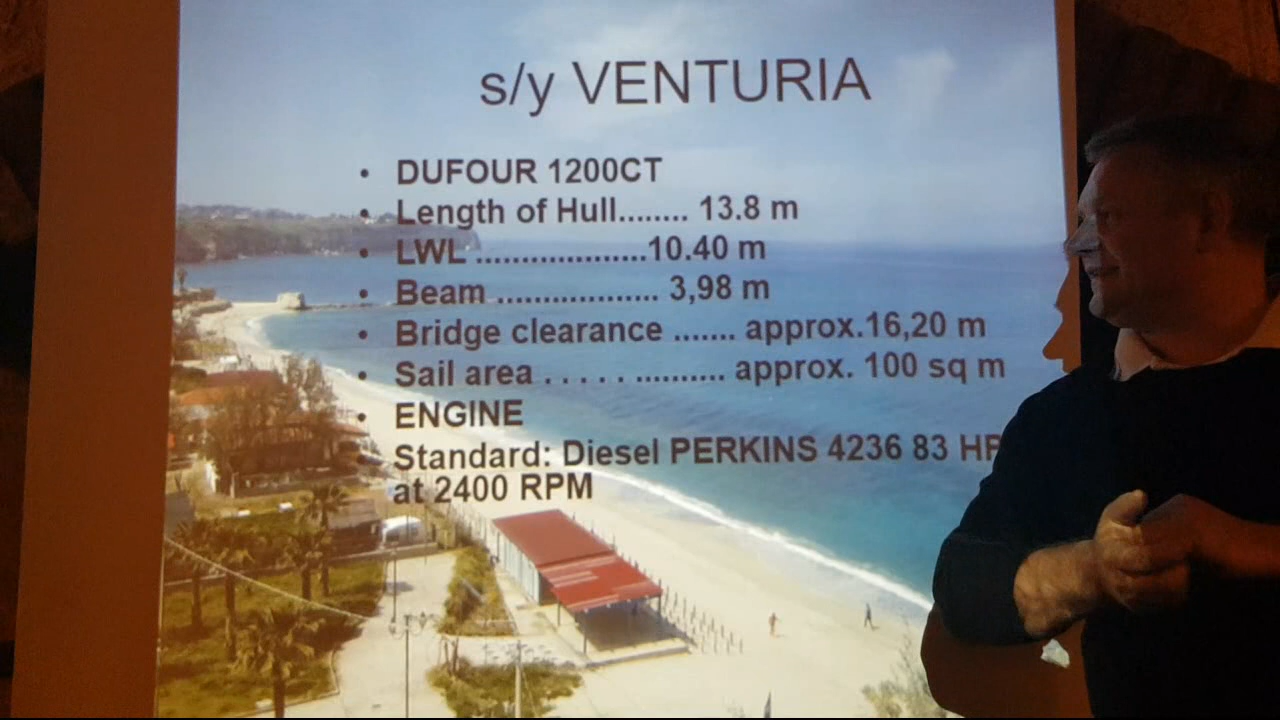 s/y VENTURIA
• DUFOUR 1200CT
• Length of Hull........ 13.8 m
• LWL ...................10.40 m
• Beam .................. 3,98 m
• Bridge clearance ....... approx.16,20 m
• Sail area . . . . . .......... approx. 100 sq m
• ENGINE
• Standard: Diesel PERKINS 4236 83 HP
at 2400 RPM